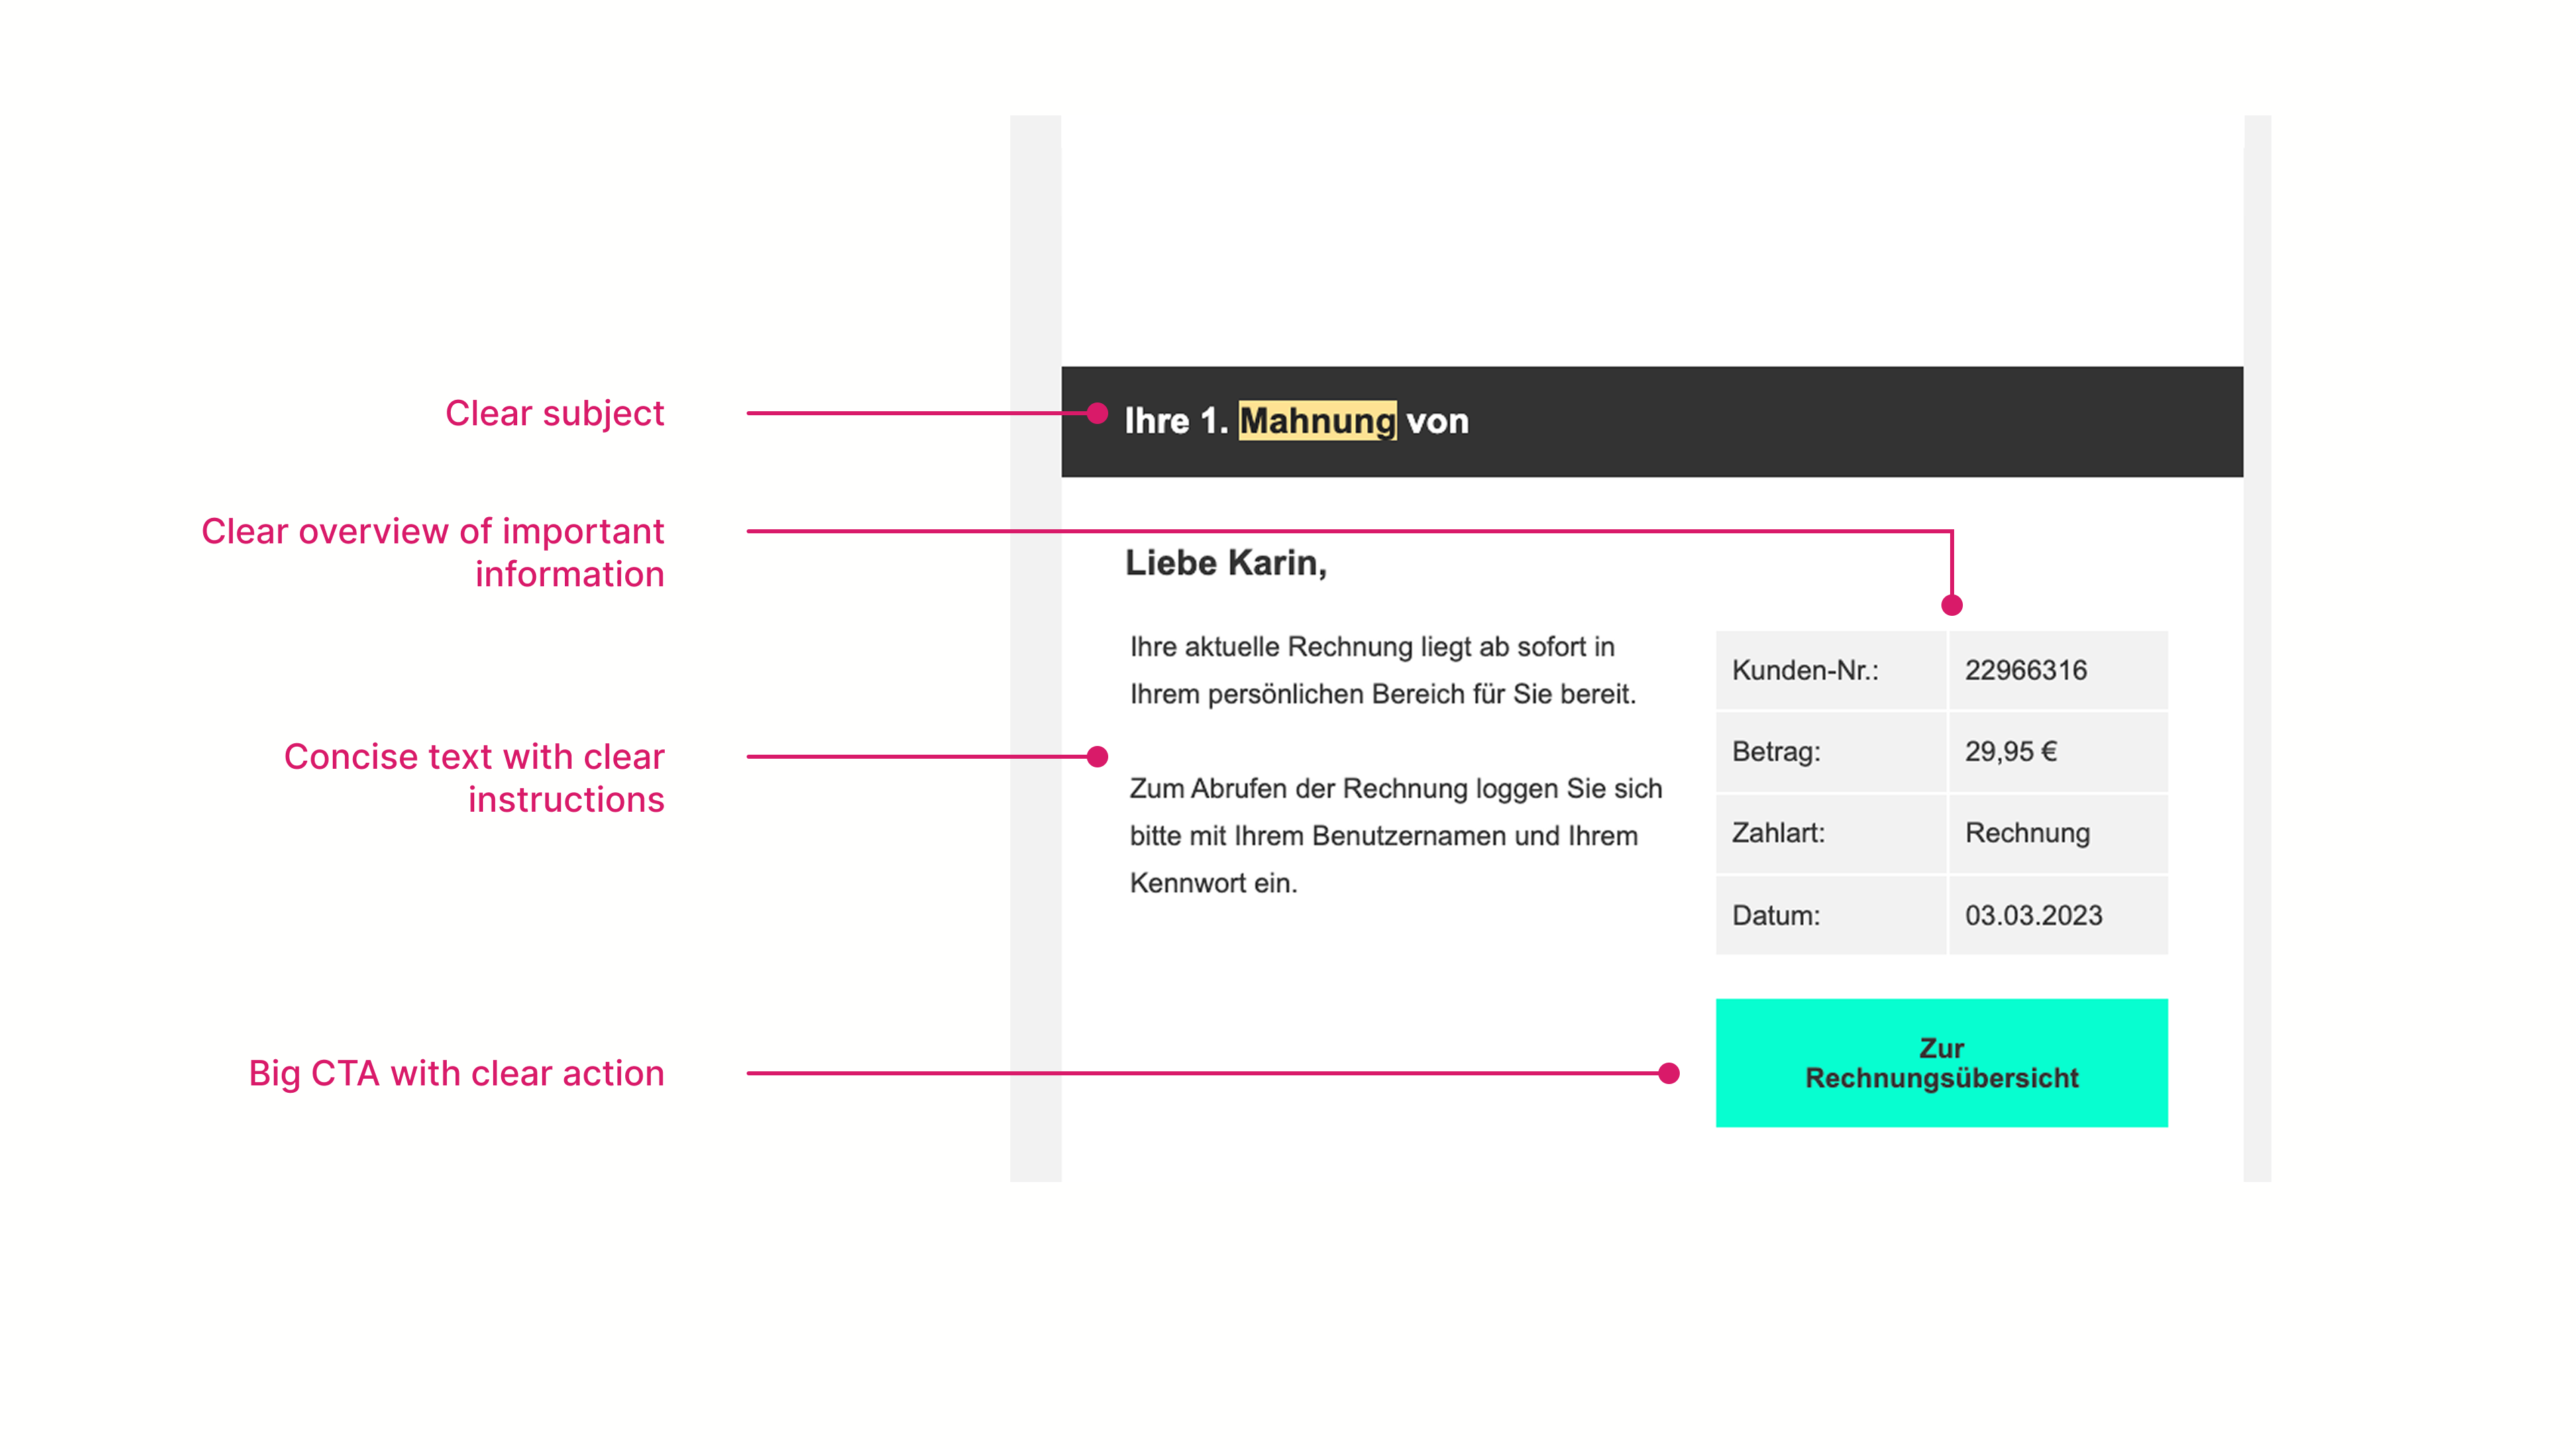 Clear subject
Ihre 1. Mahnung von
Clear overview of important
information
Liebe Karin,
Ihre aktuelle Rechnung liegt ab sofort in
Ihrem persönlichen Bereich für Sie bereit.
Concise text with clear
instructions
Zum Abrufen der Rechnung loggen Sie sich
bitte mit Ihrem Benutzernamen und Ihrem
Kennwort ein.
Kunden-Nr.: 22966316
Betrag: 29,95 €
Zahlart: Rechnung
Datum: 03.03.2023
Big CTA with clear action
Zur
Rechnungsübersicht